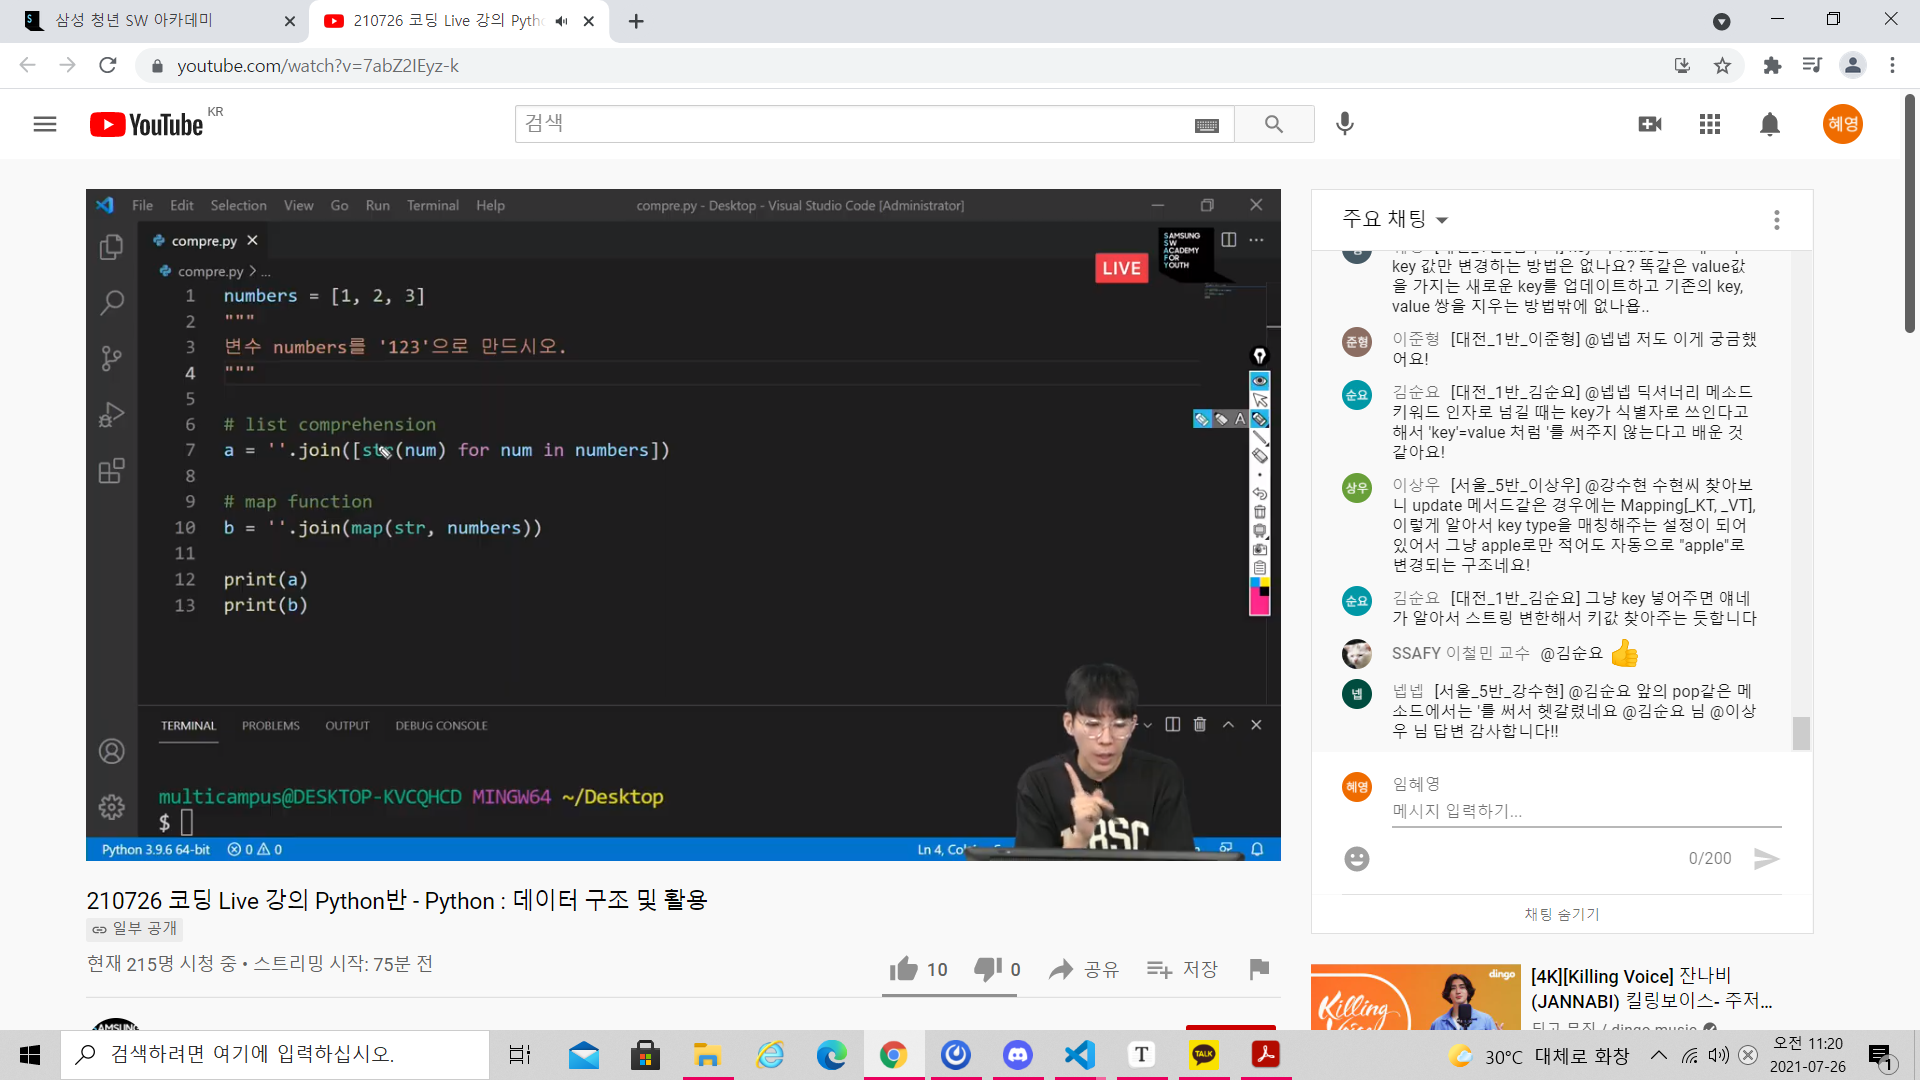 삼성 청년 SW 아카데미
210726 코딩 Live 강의 Pyth
youtube.com/watch?v=7abZ2IEyz-k
YouTube KR
검색
혜영
File Edit Selection View Go Run Terminal Help
compre.py - Desktop - Visual Studio Code [Administrator]
compre.py
compre.py > ...
LIVE
SAMSUNG
SW
ACADEMY
FOR
YOUTH
1 numbers = [1, 2, 3]
2 """
3 변수 numbers를 '123'으로 만드시오.
4 """
5
6 # list comprehension
7 a = ''.join([str(num) for num in numbers])
8
9 # map function
10 b = ''.join(map(str, numbers))
11
12 print(a)
13 print(b)
TERMINAL PROBLEMS OUTPUT DEBUG CONSOLE
multicampus@DESKTOP-KVCQHCD MINGW64 ~/Desktop
$
Python 3.9.6 64-bit 0 0
Ln 4,
210726 코딩 Live 강의 Python반 - Python : 데이터 구조 및 활용
일부 공개
현재 215명 시청 중 • 스트리밍 시작: 75분 전
10 0 공유 저장
주요 채팅
key 값만 변경하는 방법은 없나요? 똑같은 value값
을 가지는 새로운 key를 업데이트하고 기존의 key,
value 쌍을 지우는 방법밖에 없나욥..
준형 이준형 [대전_1반_이준형] @넵넵 저도 이게 궁금했
어요!
순요 김순요 [대전_1반_김순요] @넵넵 딕셔너리 메소드
키워드 인자로 넘길 때는 key가 식별자로 쓰인다고
해서 'key'=value 처럼 '를 써주지 않는다고 배운 것
같아요!
상우 이상우 [서울_5반_이상우] @강수현 수현씨 찾아보
니 update 메서드같은 경우에는 Mapping[_KT, _VT],
이렇게 알아서 key type을 매칭해주는 설정이 되어
있어서 그냥 apple로만 적어도 자동으로 "apple"로
변경되는 구조네요!
순요 김순요 [대전_1반_김순요] 그냥 key 넣어주면 얘네
가 알아서 스트링 변한해서 키값 찾아주는 듯합니다
SSAFY 이철민 교수 @김순요 👍
넵 넵넵 [서울_5반_강수현] @김순요 앞의 pop같은 메
소드에서는 '를 써서 헷갈렸네요 @김순요 님 @이상
우 님 답변 감사합니다!!
혜영 임혜영
메시지 입력하기...
0/200
채팅 숨기기
dingo
Killing
[4K][Killing Voice] 잔나비
(JANNABI) 킬링보이스- 주저...
검색하려면 여기에 입력하십시오.
TALK
30°C 대체로 화창
오전 11:20
2021-07-26
1